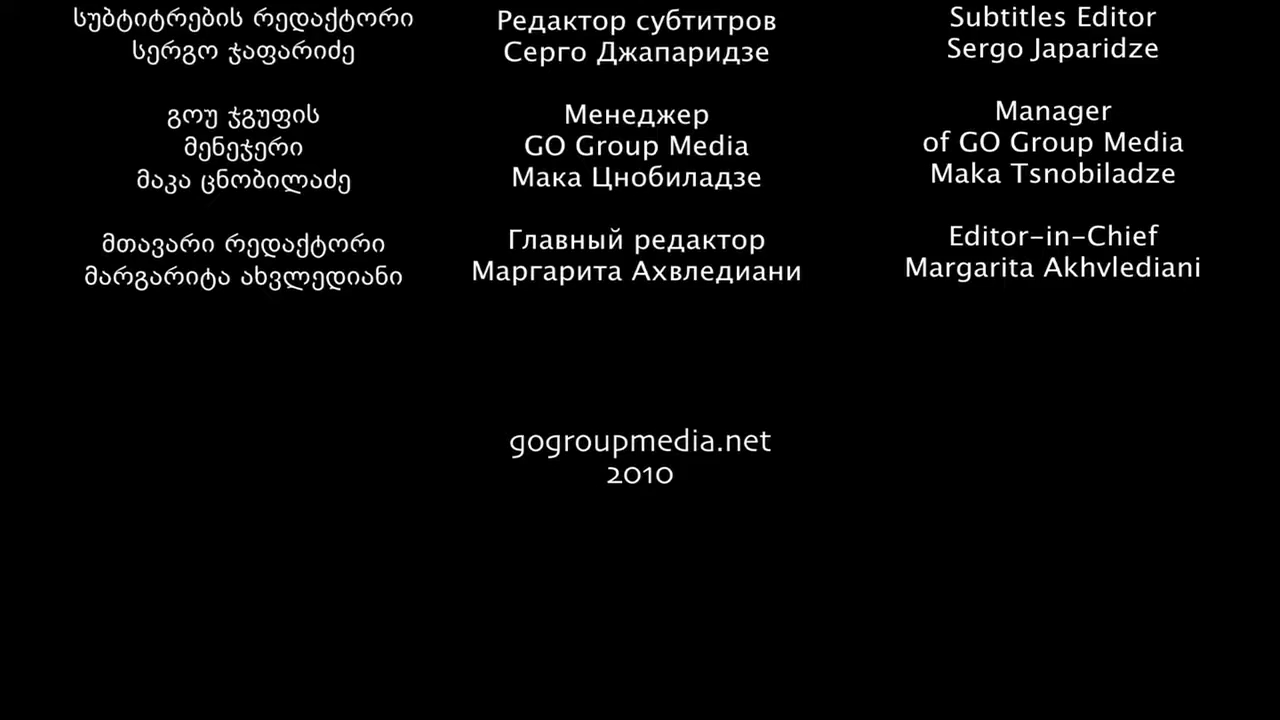 სუბტიტრების რედაქტორი
სერგო ჯაფარიძე
გოუ ჯგუფის
მენეჯერი
მაკა ცნობილაძე
მთავარი რედაქტორი
მარგარიტა ახვლედიანი
Редактор субтитров
Серго Джапаридзе
Менеджер
GO Group Media
Мака Цнобиладзе
Главный редактор
Маргарита Ахвледиани
Subtitles Editor
Sergo Japaridze
Manager
of GO Group Media
Maka Tsnobiladze
Editor-in-Chief
Margarita Akhvlediani
gogroupmedia.net
2010